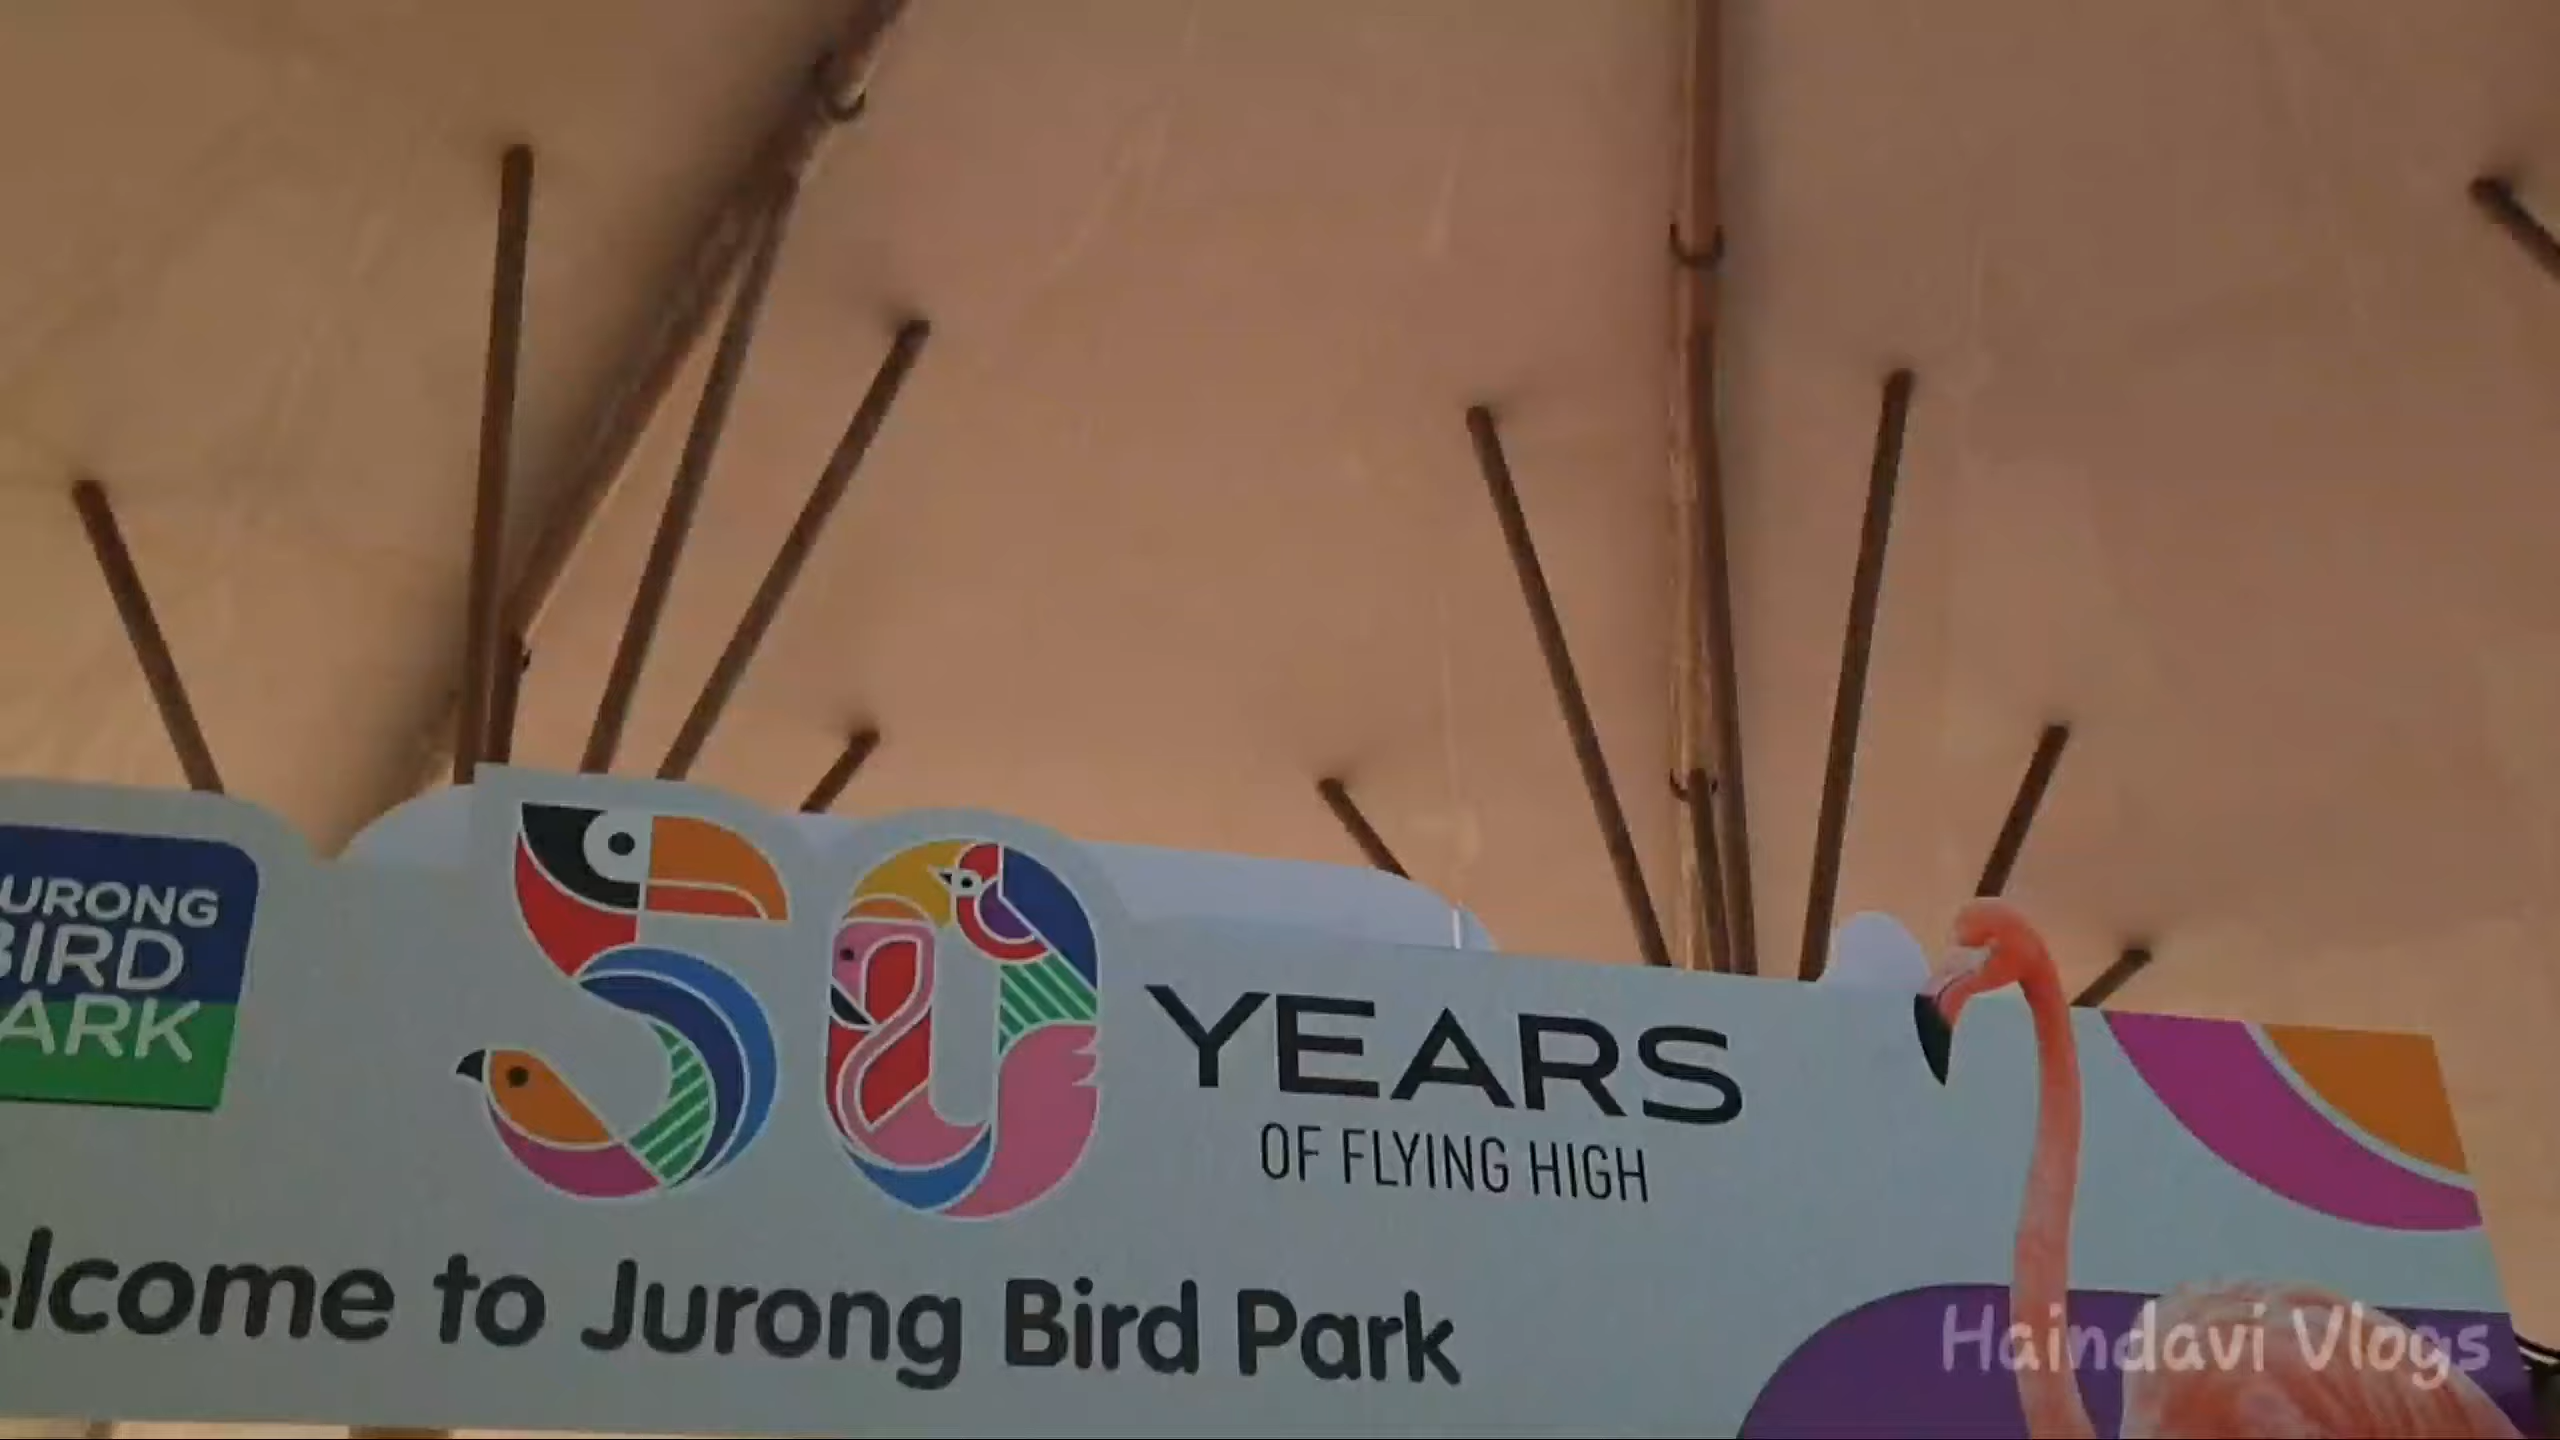 URONG
BIRD
ARK
50 YEARS
OF FLYING HIGH
elcome to Jurong Bird Park
Haindavi Vlogs